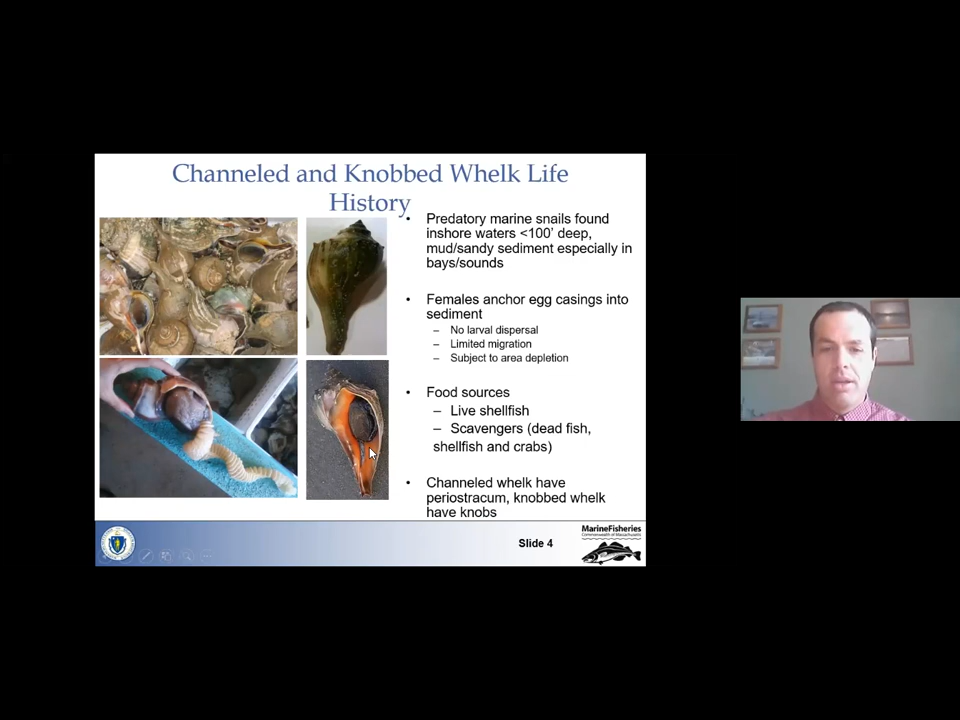 Channeled and Knobbed Whelk Life
History
• Predatory marine snails found
inshore waters <100' deep,
mud/sandy sediment especially in
bays/sounds
• Females anchor egg casings into
sediment
– No larval dispersal
– Limited migration
– Subject to area depletion
• Food sources
– Live shellfish
– Scavengers (dead fish,
shellfish and crabs)
• Channeled whelk have
periostracum, knobbed whelk
have knobs
Slide 4
MarineFisheries
Commonwealth of Massachusetts